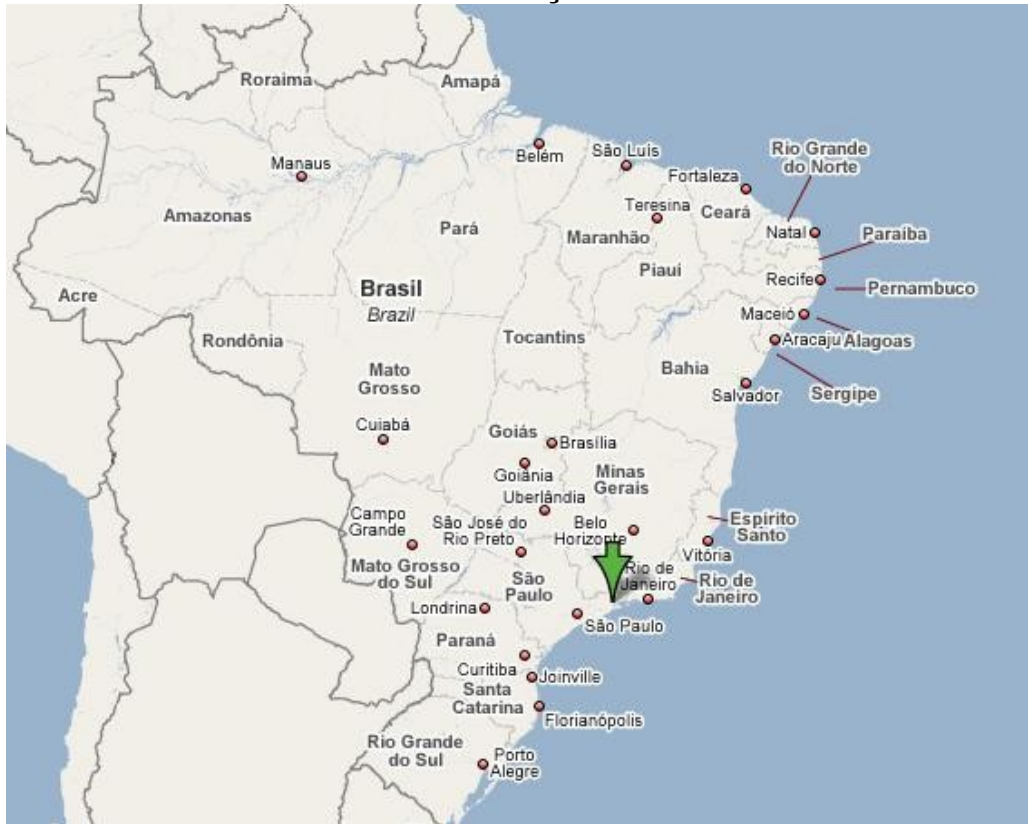 Roraima
Amapá
Manaus
Belém
São Luís
Rio Grande
do Norte
Fortaleza
Amazonas
Pará
Teresina
Ceará
Maranhão
Natal
Paraiba
Piaui
Recife
Pernambuco
Acre
Brasil
Brazil
Maceió
Rondônia
Tocantins
Aracaju
Alagoas
Mato
Grosso
Bahia
Salvador
Sergipe
Cuiabá
Goiás
Brasília
Goiânia
Minas
Gerais
Uberlândia
Campo
Grande
São José do
Rio Preto
Belo
Horizonte
Espirito
Santo
Vitória
Mato Grosso
do Sul
São
Paulo
Rio de
Janeiro
Rio de
Janeiro
Londrina
São Paulo
Paraná
Curitiba
Joinville
Santa
Catarina
Florianópolis
Rio Grande
do Sul
Porto
Alegre